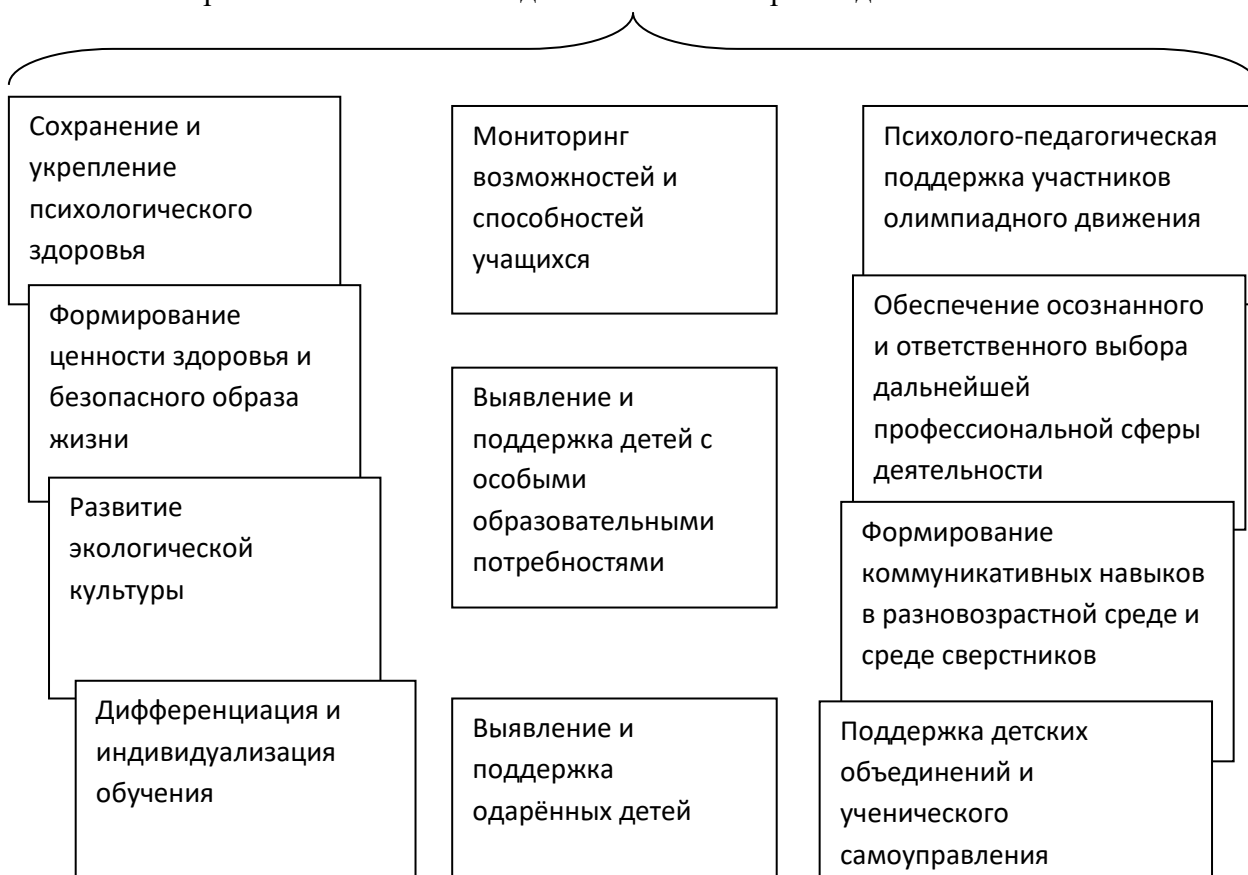 Сохранение и
укрепление
психологического
здоровья
Формирование
ценности здоровья и
безопасного образа
жизни
Развитие
экологической
культуры
Дифференциация и
индивидуализация
обучения
Мониторинг
возможностей и
способностей
учащихся
Выявление и
поддержка детей с
особыми
образовательными
потребностями
Выявление и
поддержка
одарённых детей
Психолого-педагогическая
поддержка участников
олимпиадного движения
Обеспечение осознанного
и ответственного выбора
дальнейшей
профессиональной сферы
деятельности
Формирование
коммуникативных навыков
в разновозрастной среде и
среде сверстников
Поддержка детских
объединений и
ученического
самоуправления